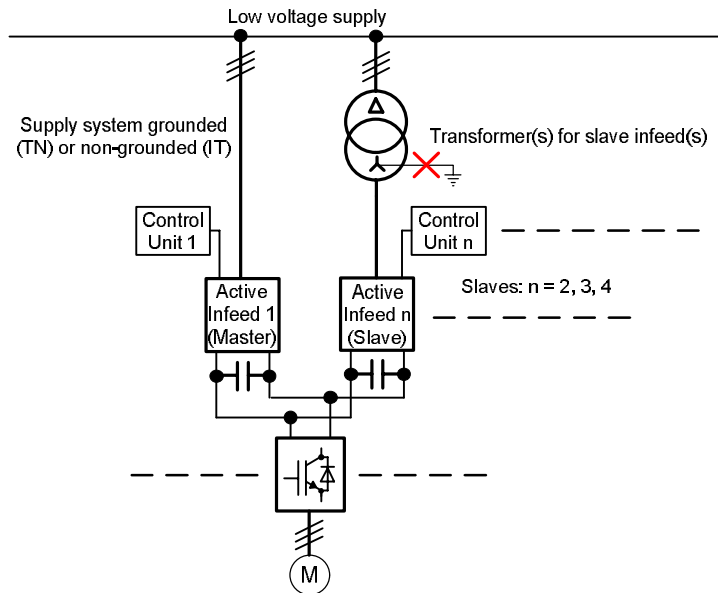 Low voltage supply
Supply system grounded
(TN) or non-grounded (IT)
Transformer(s) for slave infeed(s)
Control
Unit 1
Control
Unit n
Active
Infeed 1
(Master)
Active
Infeed n
(Slave)
Slaves: n = 2, 3, 4
M